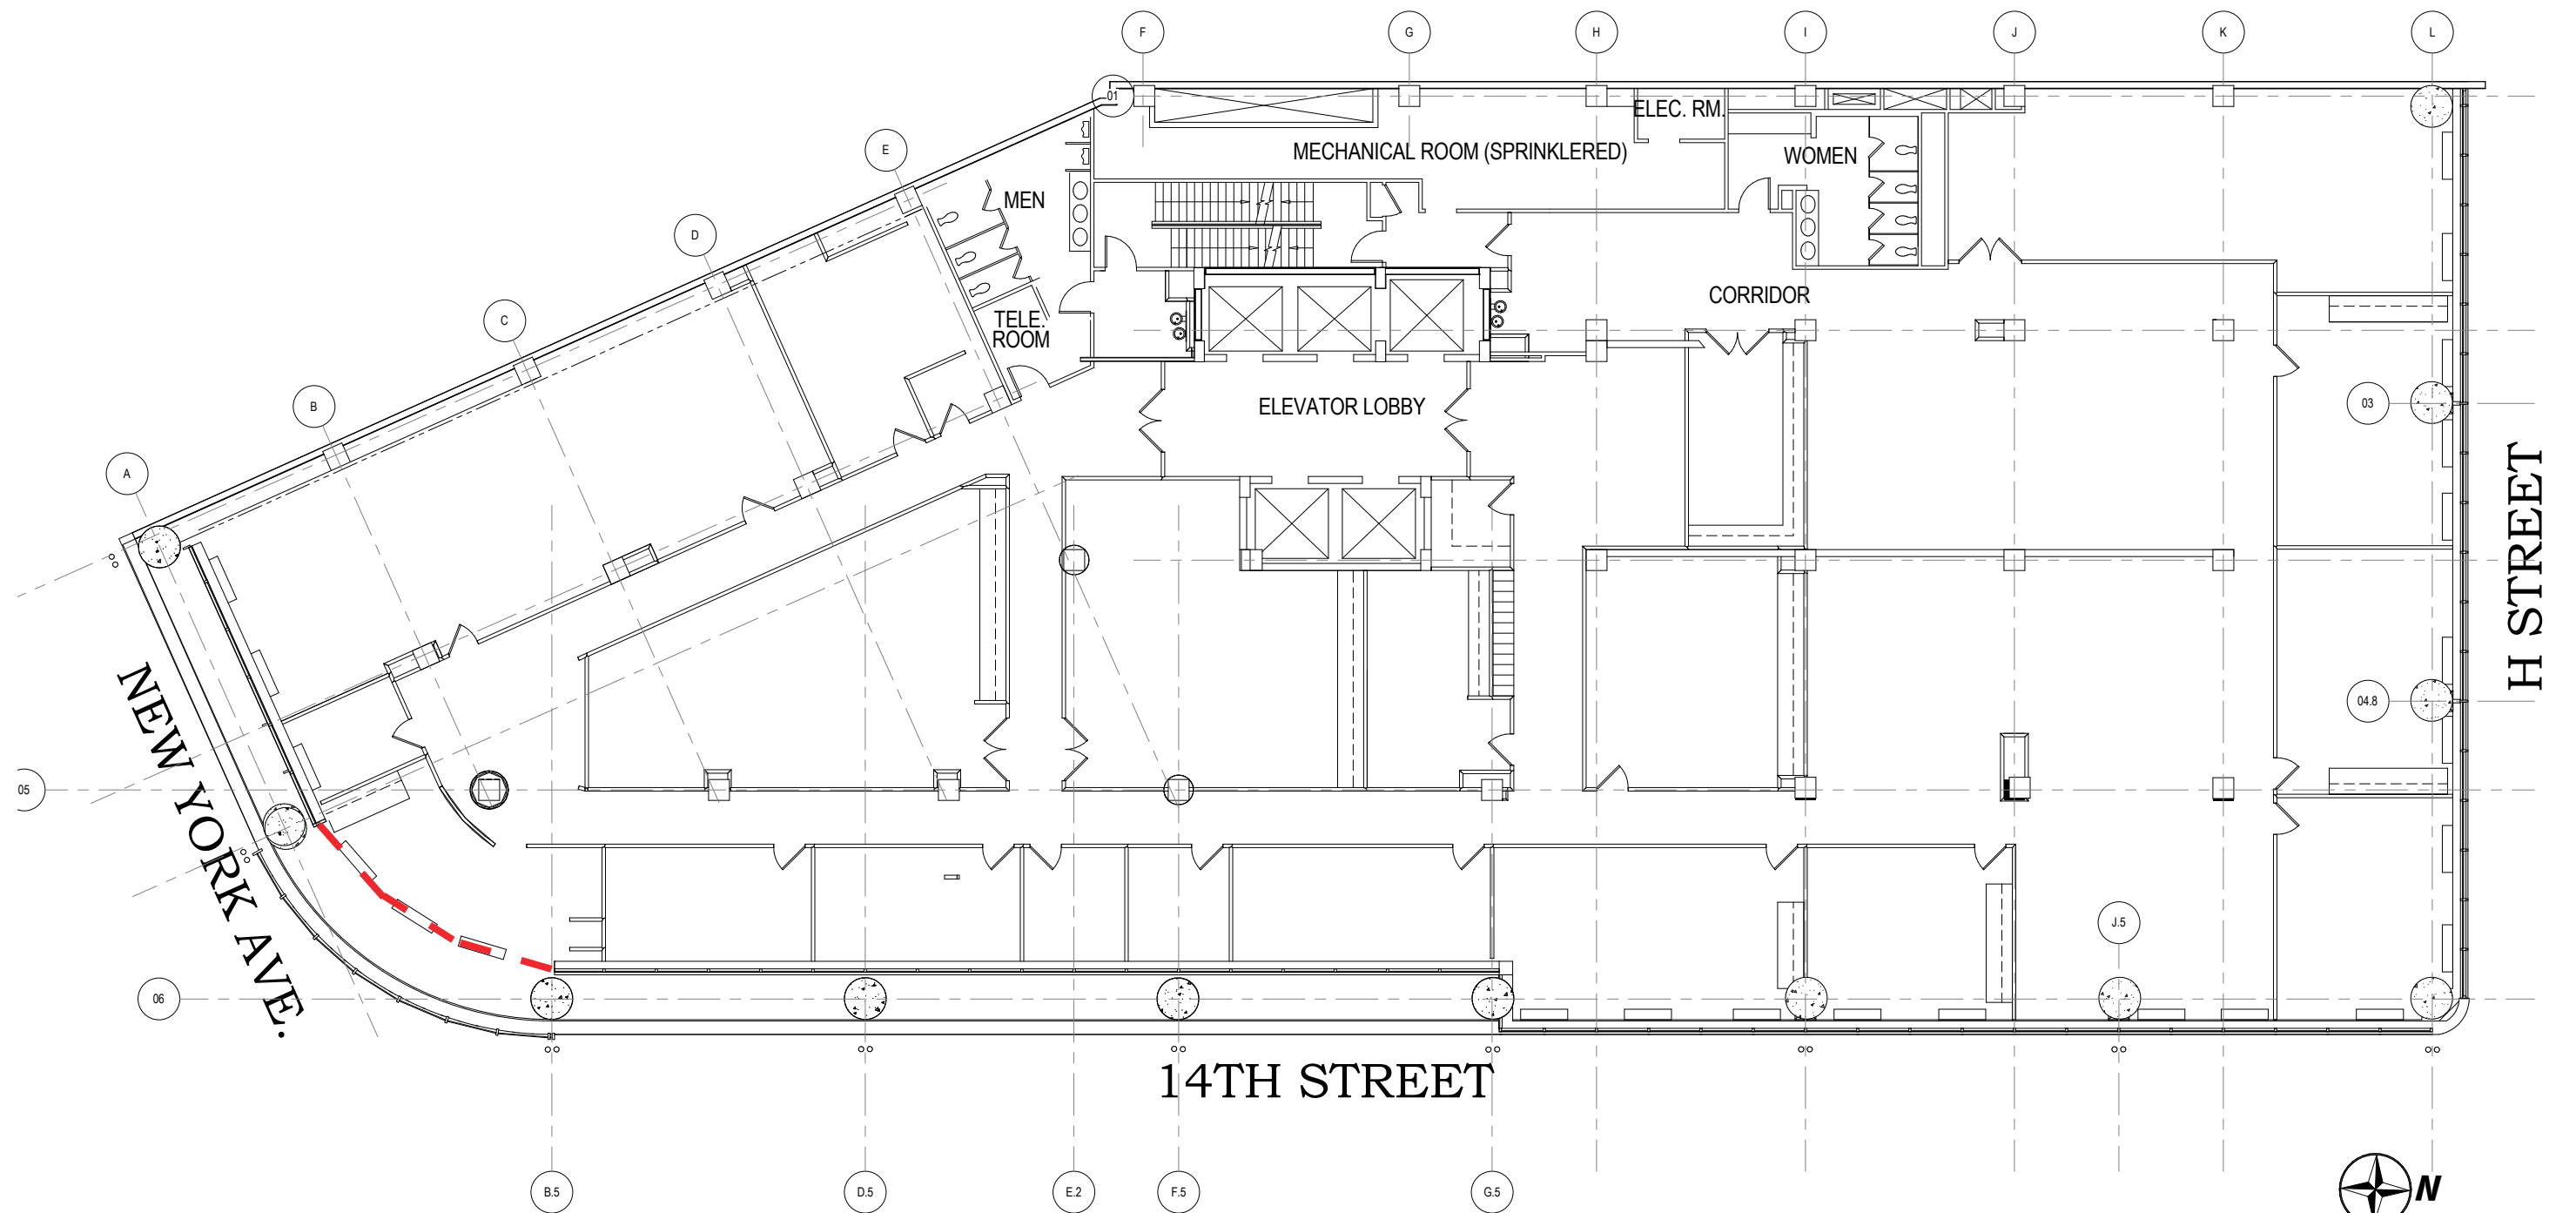 F
G
H
I
J
K
L
01
ELEC. RM.
MECHANICAL ROOM (SPRINKLERED)
WOMEN
E
MEN
D
CORRIDOR
C
TELE.
ROOM
B
ELEVATOR LOBBY
03
A
H STREET
04.8
NEW YORK AVE.
05
J.5
06
14TH STREET
B.5
D.5
E.2
F.5
G.5
N